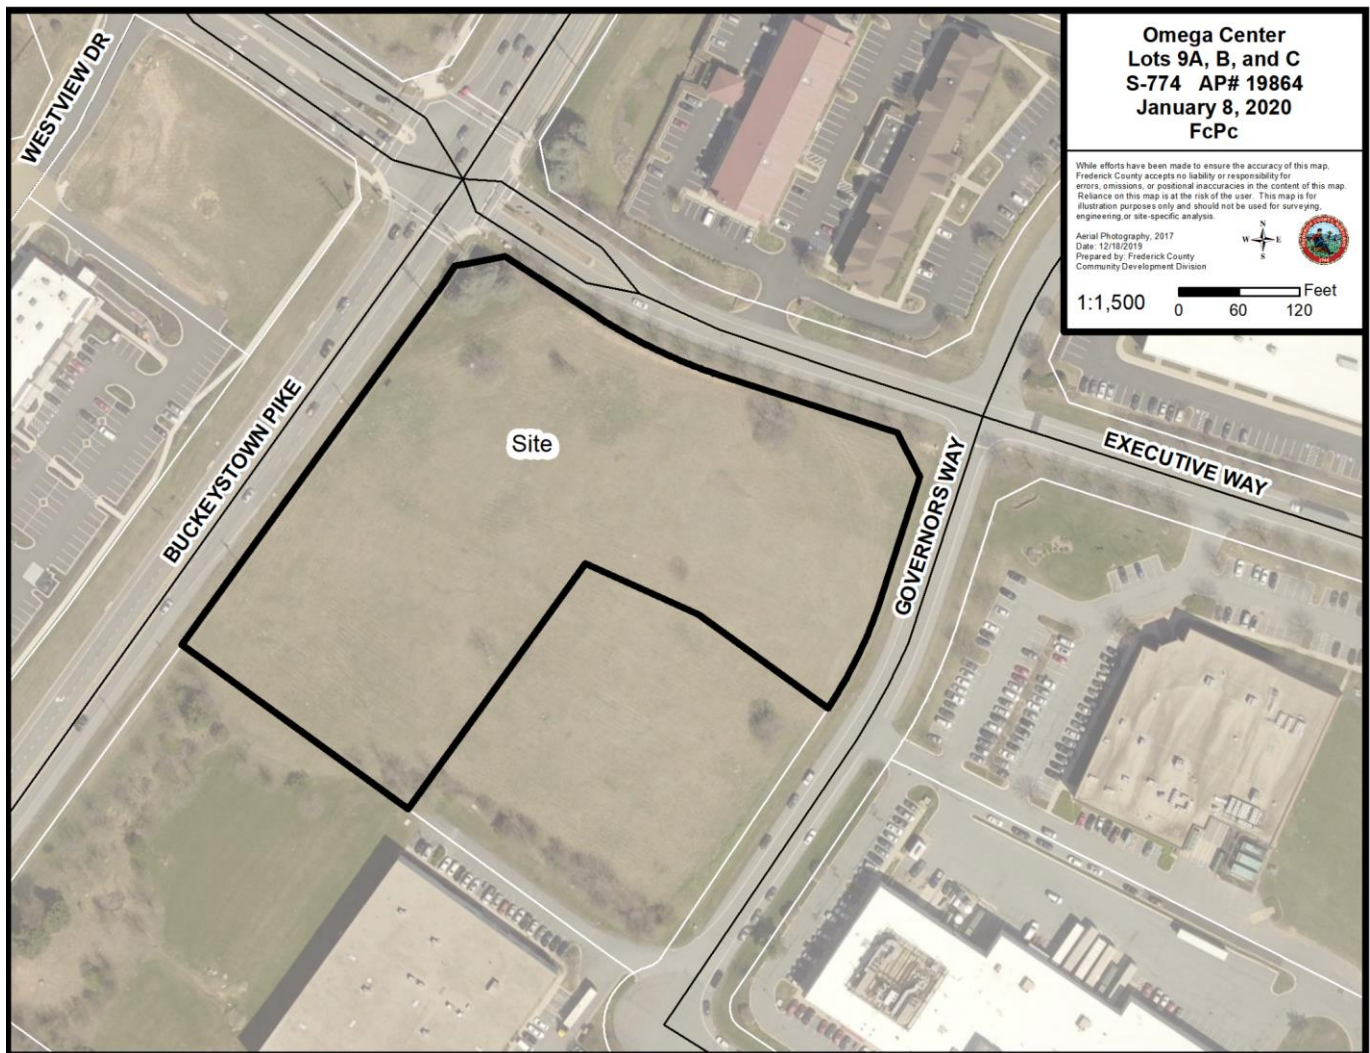 Omega Center
Lots 9A, B, and C
S-774 AP# 19864
January 8, 2020
FcPc
While efforts have been made to ensure the accuracy of this map,
Frederick County accepts no liability or responsibility for
errors, omissions, or positional inaccuracies in the content of this map.
Reliance on this map is at the risk of the user. This map is for
illustration purposes only and should not be used for surveying,
engineering, or site-specific analysis.
Aerial Photography, 2017
Date: 12/18/2019
Prepared by: Frederick County
Community Development Division
N
W E
S
1:1,500
Feet
0 60 120
WESTVIEW DR
BUCKEYSTOWN PIKE
Site
GOVERNORS WAY
EXECUTIVE WAY